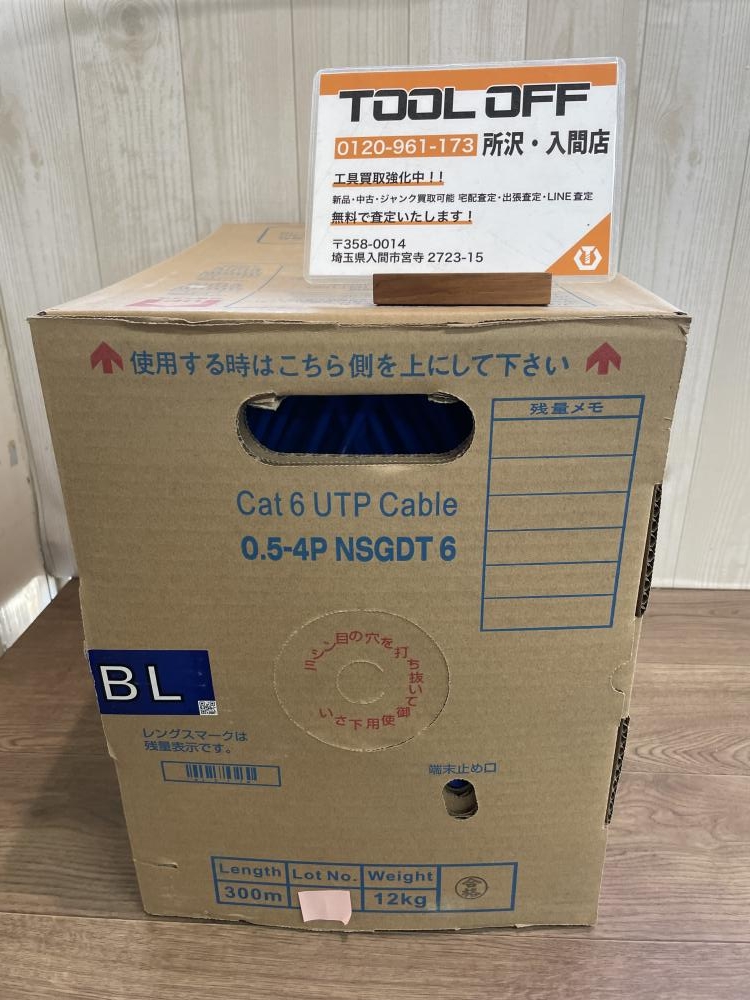 TOOL OFF
0120-961-173 所沢・入間店
工具買取強化中！！
新品・中古・ジャンク買取可能 宅配査定・出張査定・LINE査定
無料で査定いたします！
〒358-0014
埼玉県入間市宮寺 2723-15
使用する時はこちら側を上にして下さい
残量メモ
Cat 6 UTP Cable
0.5-4P NSGDT 6
ミシン目の穴を打ち抜いて御使用下さい
BL
レングスマークは
残量表示です。
端末止め口
Length Lot No. Weight
300m 12kg
合格